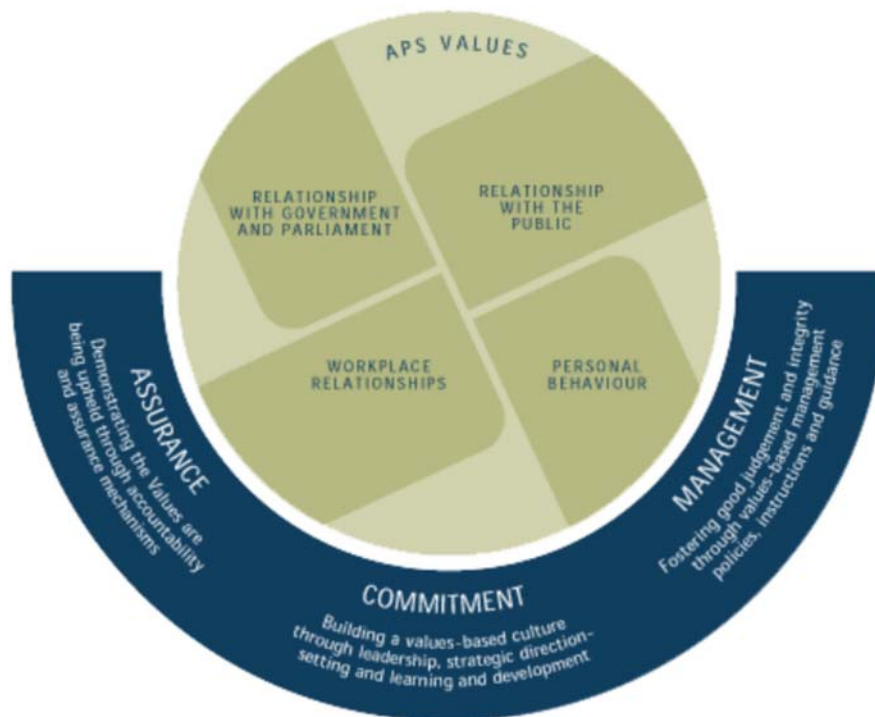 APS VALUES
RELATIONSHIP
WITH GOVERNMENT
AND PARLIAMENT
RELATIONSHIP
WITH THE
PUBLIC
WORKPLACE
RELATIONSHIPS
PERSONAL
BEHAVIOUR
ASSURANCE
Demonstrating the Values are
being upheld through accountability
and assurance mechanisms
COMMITMENT
Building a values-based culture
through leadership, strategic direction-
setting and learning and development
MANAGEMENT
Fostering good judgement and integrity
through values-based management
policies, instructions and guidance